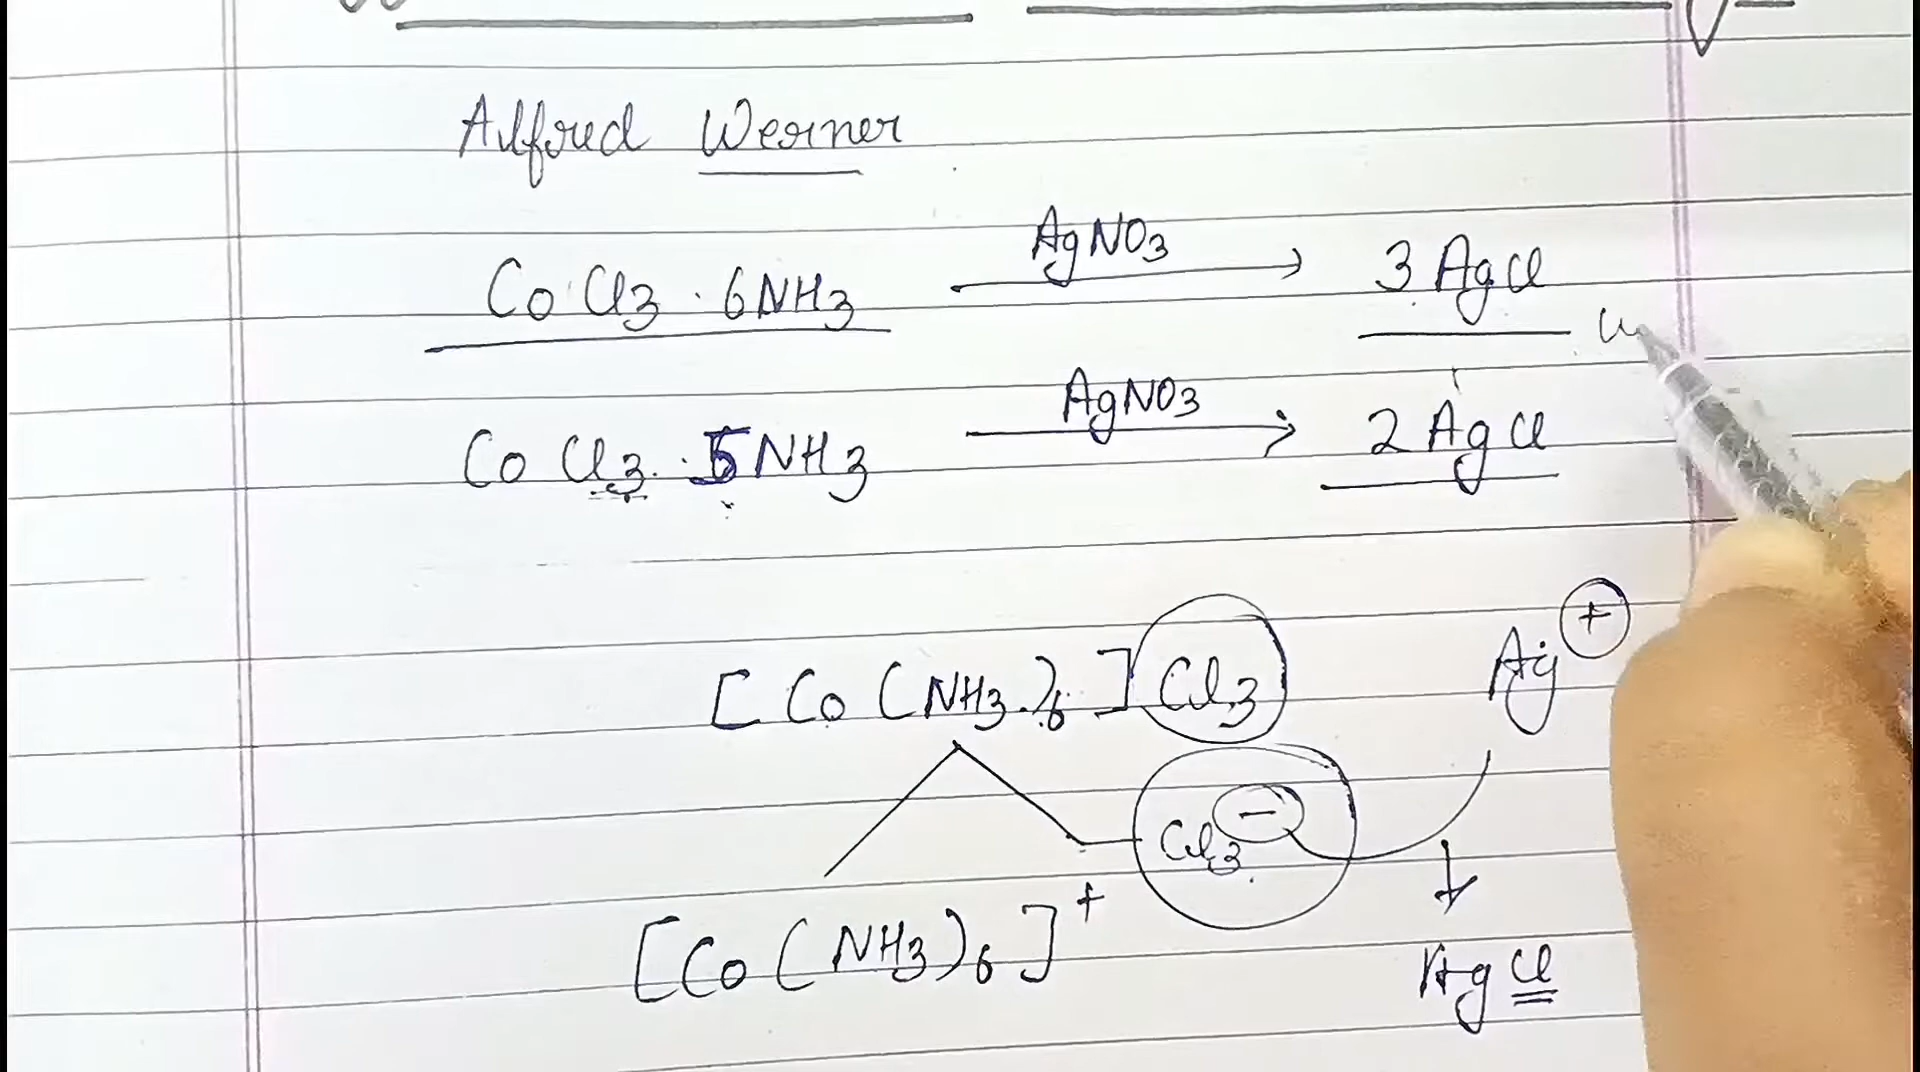 Alfred Werner
CoCl3 · 6NH3 AgNO3 → 3 AgCl
CoCl3 · 5NH3 AgNO3 → 2 AgCl
[Co(NH3)6]Cl3 Ag+
Cl3−
[Co(NH3)6]+ AgCl